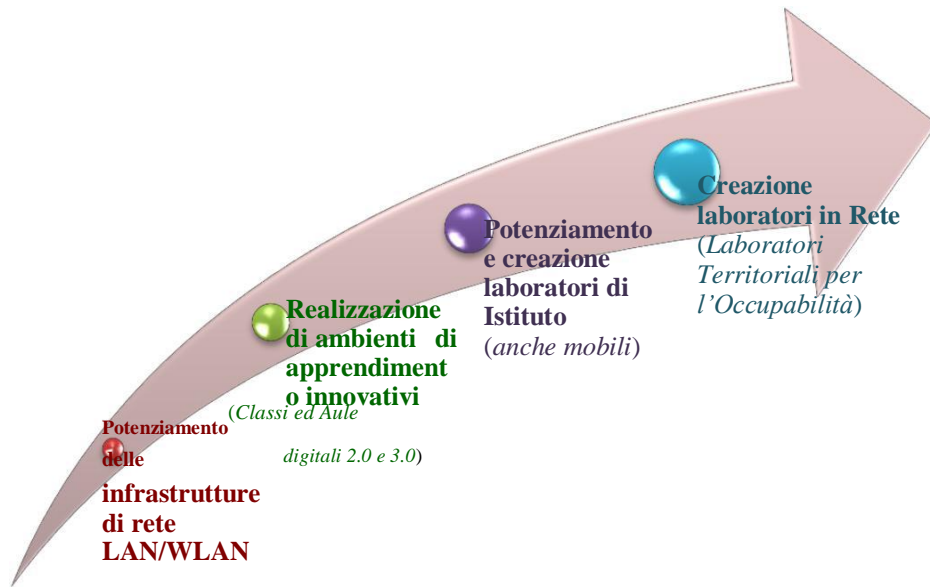 Potenziamento
delle
infrastrutture
di rete
LAN/WLAN
Realizzazione
di ambienti di
apprendiment
o innovativi
(Classi ed Aule
digitali 2.0 e 3.0)
Potenziamento
e creazione
laboratori di
Istituto
(anche mobili)
Creazione
laboratori in Rete
(Laboratori
Territoriali per
l’Occupabilità)